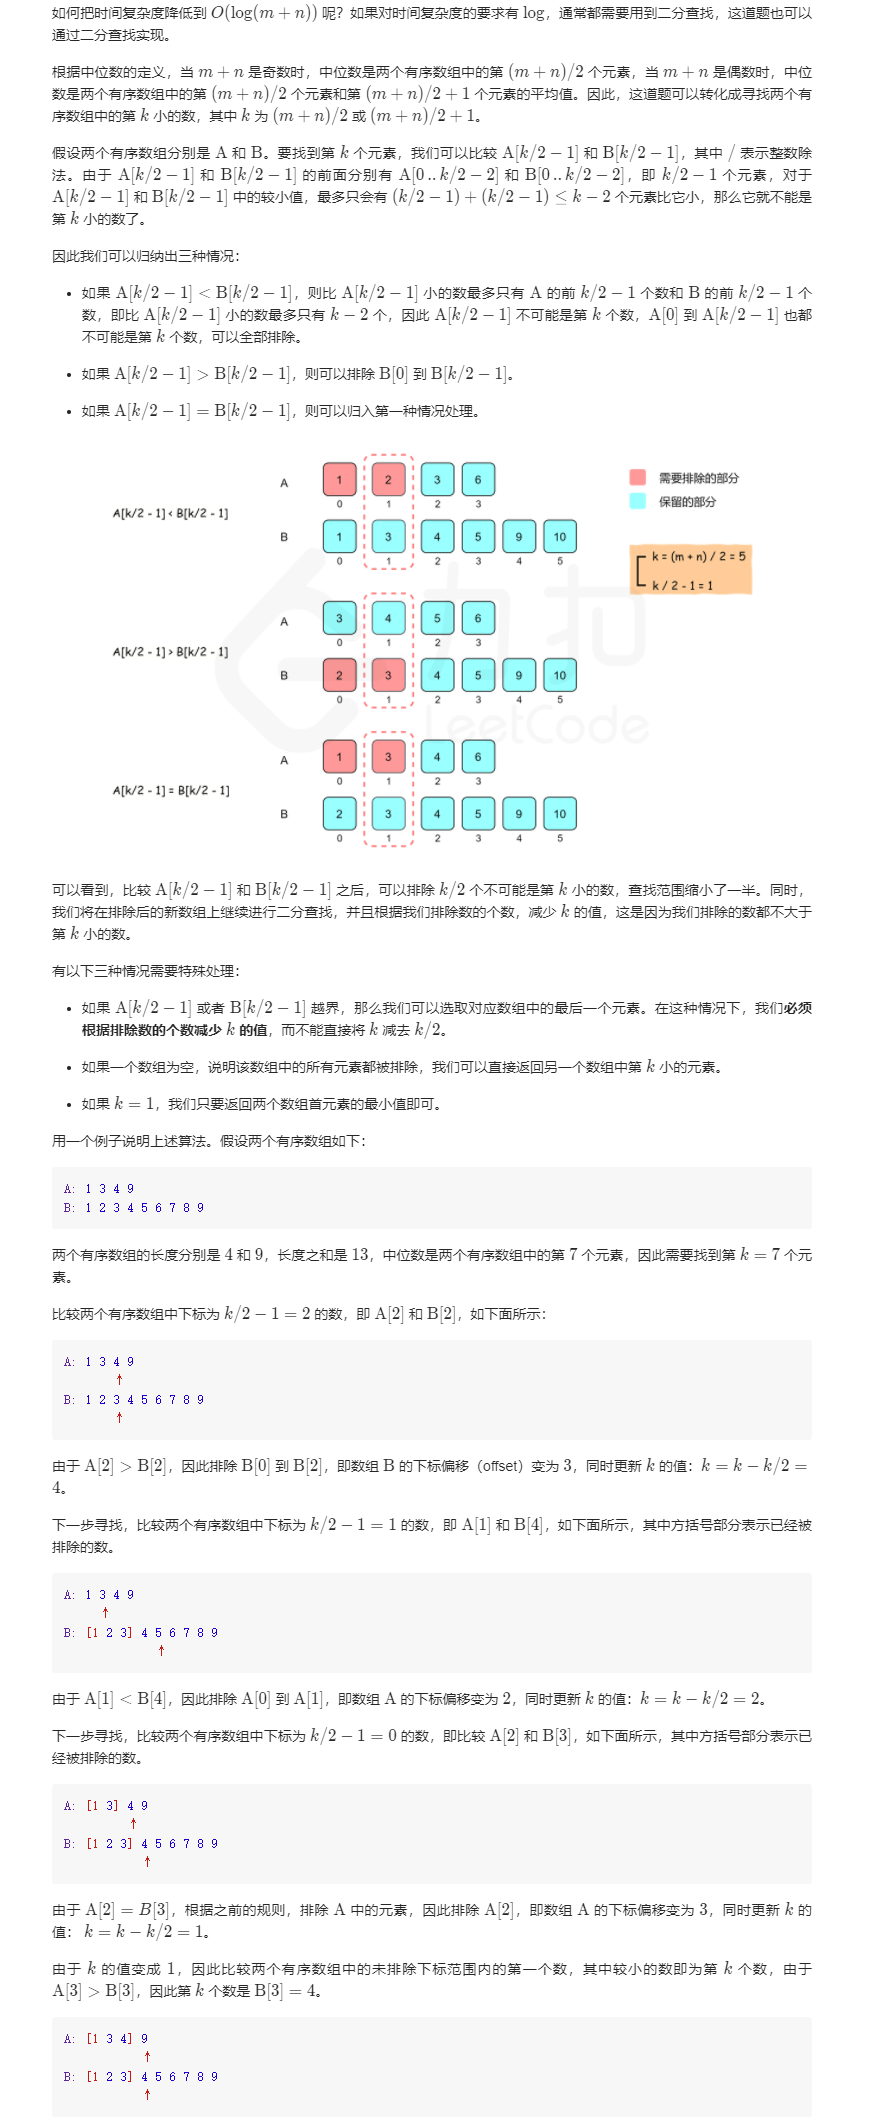 如何把时间复杂度降低到 O(log(m + n)) 呢？如果对时间复杂度的要求有 log，通常都需要用到二分查找，这道题也可以
通过二分查找实现。
根据中位数的定义，当 m + n 是奇数时，中位数是两个有序数组中的第 (m + n)/2 个元素，当 m + n 是偶数时，中位
数是两个有序数组中的第 (m + n)/2 个元素和第 (m + n)/2 + 1 个元素的平均值。因此，这道题可以转化成寻找两个有
序数组中的第 k 小的数，其中 k 为 (m + n)/2 或 (m + n)/2 + 1。
假设两个有序数组分别是 A 和 B。要找到第 k 个元素，我们可以比较 A[k/2 − 1] 和 B[k/2 − 1]，其中 / 表示整数除
法。由于 A[k/2 − 1] 和 B[k/2 − 1] 的前面分别有 A[0 .. k/2 − 2] 和 B[0 .. k/2 − 2]，即 k/2 − 1 个元素，对于
A[k/2 − 1] 和 B[k/2 − 1] 中的较小值，最多只会有 (k/2 − 1) + (k/2 − 1) ≤ k − 2 个元素比它小，那么它就不能是
第 k 小的数了。
因此我们可以归纳出三种情况：
• 如果 A[k/2 − 1] < B[k/2 − 1]，则比 A[k/2 − 1] 小的数最多只有 A 的前 k/2 − 1 个数和 B 的前 k/2 − 1 个
数，即比 A[k/2 − 1] 小的数最多只有 k − 2 个，因此 A[k/2 − 1] 不可能是第 k 个数，A[0] 到 A[k/2 − 1] 也都
不可能是第 k 个数，可以全部排除。
• 如果 A[k/2 − 1] > B[k/2 − 1]，则可以排除 B[0] 到 B[k/2 − 1]。
• 如果 A[k/2 − 1] = B[k/2 − 1]，则可以归入第一种情况处理。
A[k/2 - 1] < B[k/2 - 1]
A 1 2 3 6
0 1 2 3
B 1 3 4 5 9 10
0 1 2 3 4 5
需要排除的部分
保留的部分
k = (m + n) / 2 = 5
k / 2 - 1 = 1
A[k/2 - 1] > B[k/2 - 1]
A 3 4 5 6
0 1 2 3
B 2 3 4 5 9 10
0 1 2 3 4 5
力扣
LeetCode
A[k/2 - 1] = B[k/2 - 1]
A 1 3 4 6
0 1 2 3
B 2 3 4 5 9 10
0 1 2 3 4 5
可以看到，比较 A[k/2 − 1] 和 B[k/2 − 1] 之后，可以排除 k/2 个不可能是第 k 小的数，查找范围缩小了一半。同时，
我们将在排除后的新数组上继续进行二分查找，并且根据我们排除数的个数，减少 k 的值，这是因为我们排除的数都不大于
第 k 小的数。
有以下三种情况需要特殊处理：
• 如果 A[k/2 − 1] 或者 B[k/2 − 1] 越界，那么我们可以选取对应数组中的最后一个元素。在这种情况下，我们必须
根据排除数的个数减少 k 的值，而不能直接将 k 减去 k/2。
• 如果一个数组为空，说明该数组中的所有元素都被排除，我们可以直接返回另一个数组中第 k 小的元素。
• 如果 k = 1，我们只要返回两个数组首元素的最小值即可。
用一个例子说明上述算法。假设两个有序数组如下：
A: 1 3 4 9
B: 1 2 3 4 5 6 7 8 9
两个有序数组的长度分别是 4 和 9，长度之和是 13，中位数是两个有序数组中的第 7 个元素，因此需要找到第 k = 7 个元
素。
比较两个有序数组中下标为 k/2 − 1 = 2 的数，即 A[2] 和 B[2]，如下面所示：
A: 1 3 4 9
↑
B: 1 2 3 4 5 6 7 8 9
↑
由于 A[2] > B[2]，因此排除 B[0] 到 B[2]，即数组 B 的下标偏移（offset）变为 3，同时更新 k 的值：k = k − k/2 =
4。
下一步寻找，比较两个有序数组中下标为 k/2 − 1 = 1 的数，即 A[1] 和 B[4]，如下面所示，其中方括号部分表示已经被
排除的数。
A: 1 3 4 9
↑
B: [1 2 3] 4 5 6 7 8 9
↑
由于 A[1] < B[4]，因此排除 A[0] 到 A[1]，即数组 A 的下标偏移变为 2，同时更新 k 的值：k = k − k/2 = 2。
下一步寻找，比较两个有序数组中下标为 k/2 − 1 = 0 的数，即比较 A[2] 和 B[3]，如下面所示，其中方括号部分表示已
经被排除的数。
A: [1 3] 4 9
↑
B: [1 2 3] 4 5 6 7 8 9
↑
由于 A[2] = B[3]，根据之前的规则，排除 A 中的元素，因此排除 A[2]，即数组 A 的下标偏移变为 3，同时更新 k 的
值： k = k − k/2 = 1。
由于 k 的值变成 1，因此比较两个有序数组中的未排除下标范围内的第一个数，其中较小的数即为第 k 个数，由于
A[3] > B[3]，因此第 k 个数是 B[3] = 4。
A: [1 3 4] 9
↑
B: [1 2 3] 4 5 6 7 8 9
↑